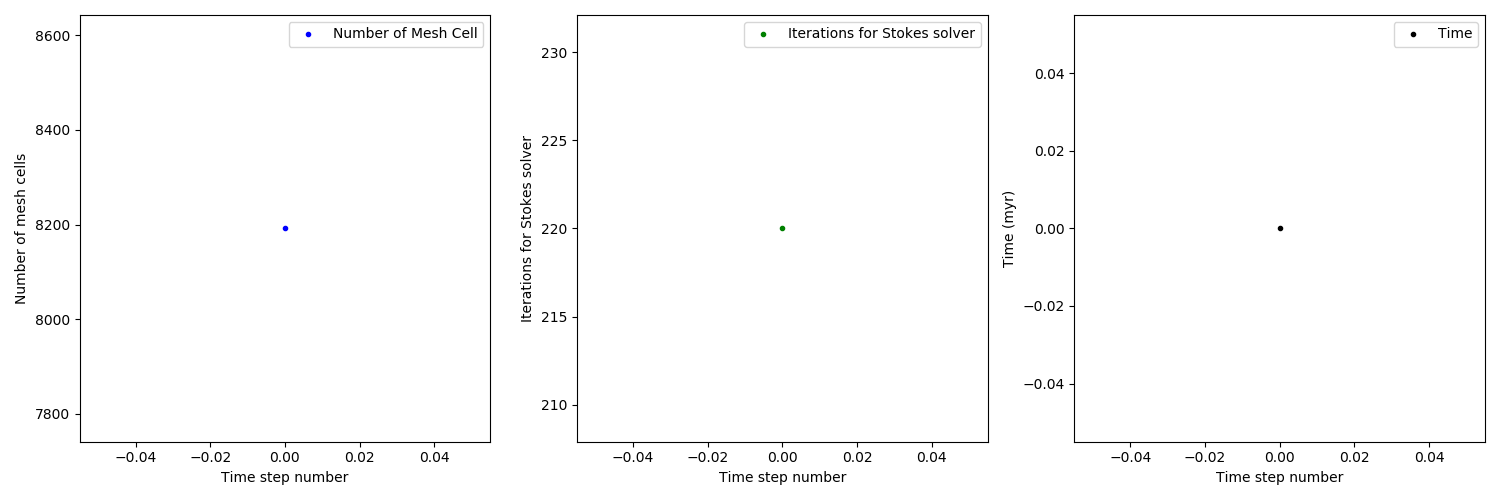 Number of Mesh Cell
8600
8400
8200
8000
7800
Number of mesh cells
−0.04 −0.02 0.00 0.02 0.04
Time step number
Iterations for Stokes solver
230
225
220
215
210
Iterations for Stokes solver
−0.04 −0.02 0.00 0.02 0.04
Time step number
Time
0.04
0.02
0.00
−0.02
−0.04
Time (myr)
−0.04 −0.02 0.00 0.02 0.04
Time step number